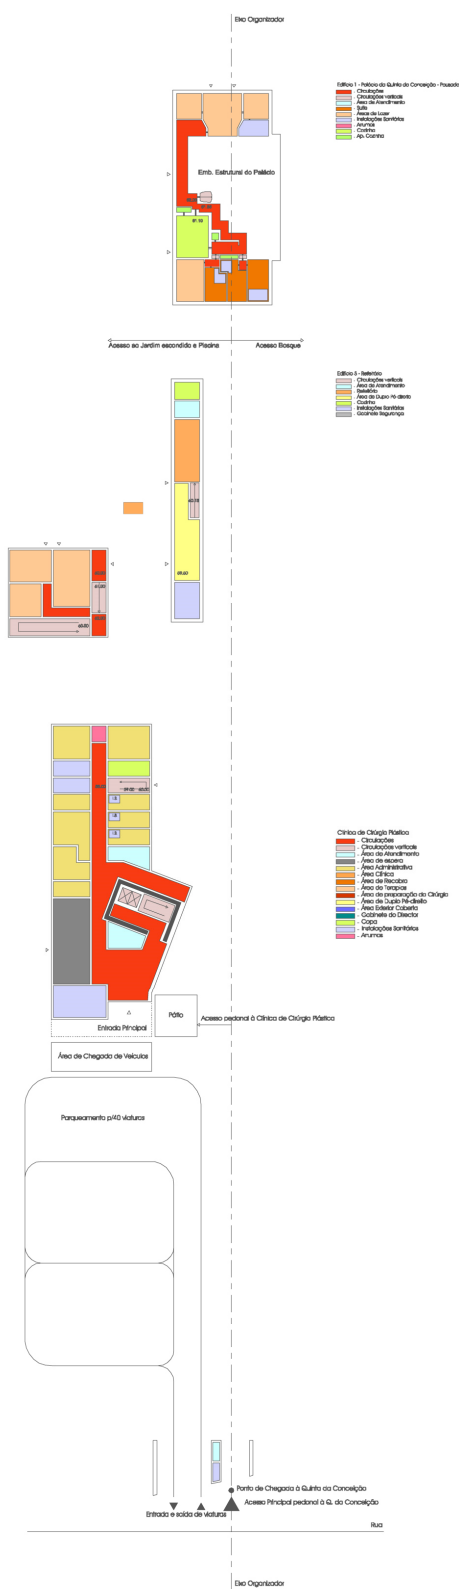 Eixo Organizador
Edifício 1 - Palácio da Quinta da Conceição - Pousada
- Circulações
- Circulações verticais
- Área de Atendimento
- Suite
- Áreas de Lazer
- Instalações Sanitárias
- Arrumos
- Cozinha
- Ap. Cozinha
Emb. Estrutural do Palácio
Acesso ao Jardim escondido e Piscina
Acesso Bosque
Edifício 5 - Refeitório
- Circulações verticais
- Área de Atendimento
- Refeitório
- Área de Duplo Pé-direito
- Cozinha
- Instalações Sanitárias
- Gabinete Segurança
Clínica de Cirúrgia Plástica
- Circulações
- Circulações verticais
- Área de Atendimento
- Área de espera
- Área Administrativa
- Área Clínica
- Área de Recobro
- Área de Terapias
- Área de preparação da Cirúrgia
- Área de Duplo Pé-direito
- Área Exterior Coberta
- Gabinete do Director
- Copa
- Instalações Sanitárias
- Arrumos
Pátio
Acesso pedonal à Clínica de Cirúrgia Plástica
Entrada Principal
Área de Chegada de Veículos
Parqueamento p/40 viaturas
Ponto de Chegada à Quinta da Conceição
Acesso Principal pedonal à Q. da Conceição
Entrada e saída de viaturas
Rua
Eixo Organizador